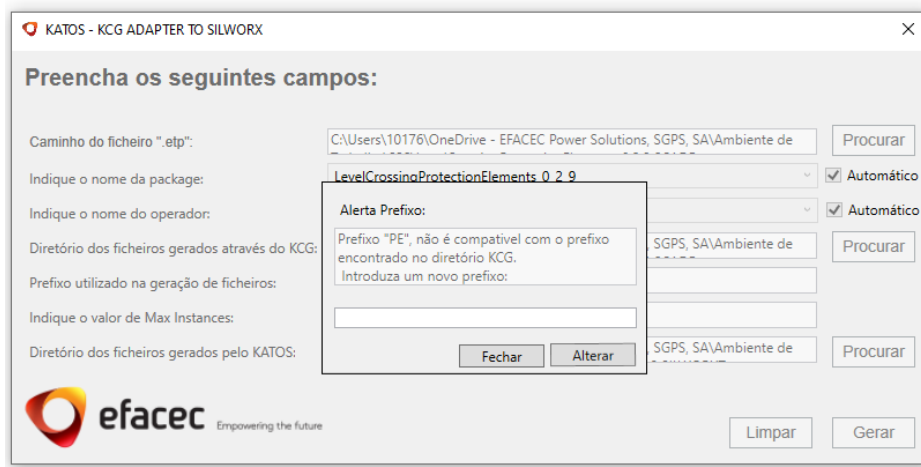 KATOS - KCG ADAPTER TO SILWORX
Preencha os seguintes campos:
Caminho do ficheiro ".etp":
C:\Users\10176\OneDrive - EFACEC Power Solutions, SGPS, SA\Ambiente de
Procurar
Indique o nome da package:
LevelCrossingProtectionElements_0_2_9
Automático
Indique o nome do operador:
Automático
Diretório dos ficheiros gerados através do KCG:
, SGPS, SA\Ambiente de
Procurar
Prefixo utilizado na geração de ficheiros:
Indique o valor de Max Instances:
Diretório dos ficheiros gerados pelo KATOS:
, SGPS, SA\Ambiente de
Procurar
Alerta Prefixo:
Prefixo "PE", não é compativel com o prefixo
encontrado no diretório KCG.
Introduza um novo prefixo:
Fechar
Alterar
efacec
Empowering the future
Limpar
Gerar